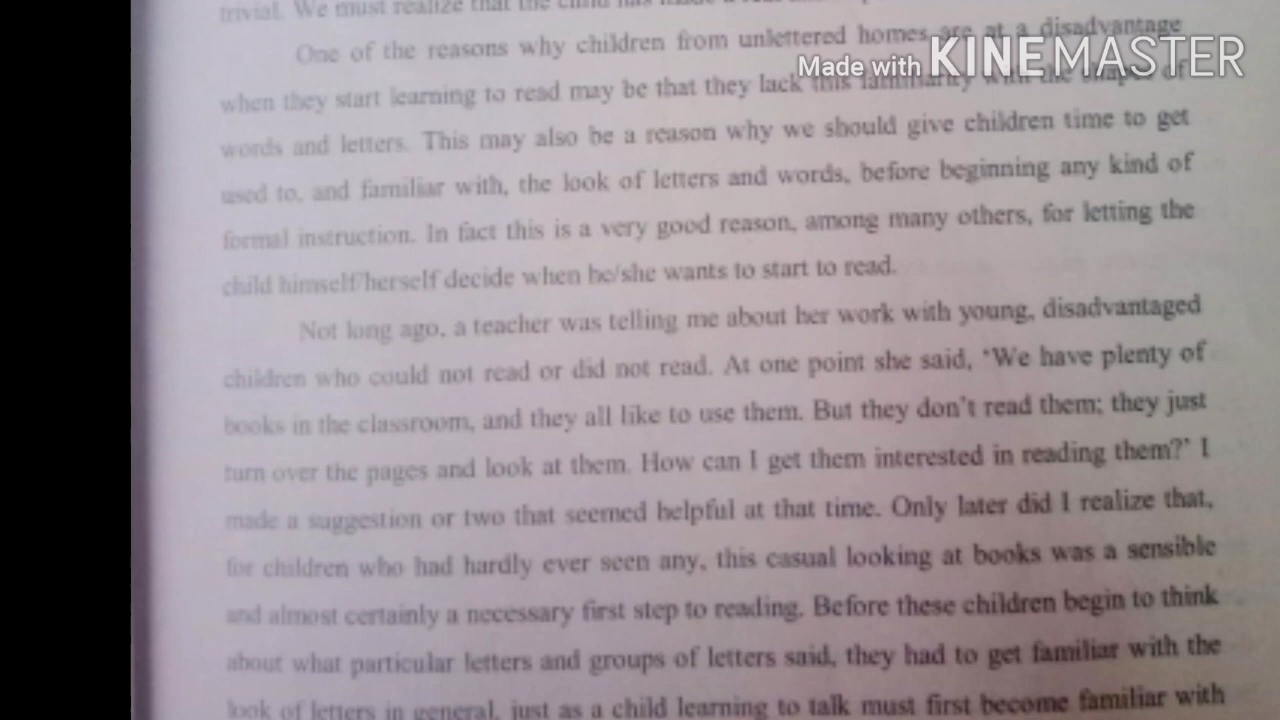 trivial. We must realize that the child has made a
One of the reasons why children from unlettered homes are at a disadvantage
Made with KINEMASTER
when they start learning to read may be that they lack this familiarity with the shapes of
words and letters. This may also be a reason why we should give children time to get
used to, and familiar with, the look of letters and words, before beginning any kind of
formal instruction. In fact this is a very good reason, among many others, for letting the
child himself/herself decide when he/she wants to start to read.
Not long ago, a teacher was telling me about her work with young, disadvantaged
children who could not read or did not read. At one point she said, 'We have plenty of
books in the classroom, and they all like to use them. But they don't read them; they just
turn over the pages and look at them. How can I get them interested in reading them?' I
made a suggestion or two that seemed helpful at that time. Only later did I realize that,
for children who had hardly ever seen any, this casual looking at books was a sensible
and almost certainly a necessary first step to reading. Before these children begin to think
about what particular letters and groups of letters said, they had to get familiar with the
look of letters in general, just as a child learning to talk must first become familiar with